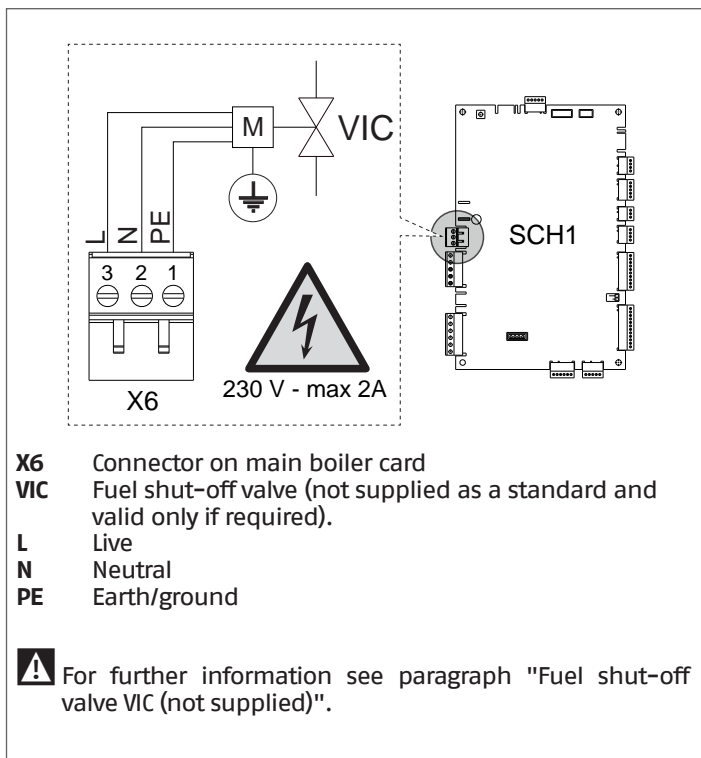 M
VIC
L
N
PE
3 2 1
X6
230 V - max 2A
SCH1
X6 Connector on main boiler card
VIC Fuel shut-off valve (not supplied as a standard and
valid only if required).
L Live
N Neutral
PE Earth/ground
For further information see paragraph "Fuel shut-off
valve VIC (not supplied)".